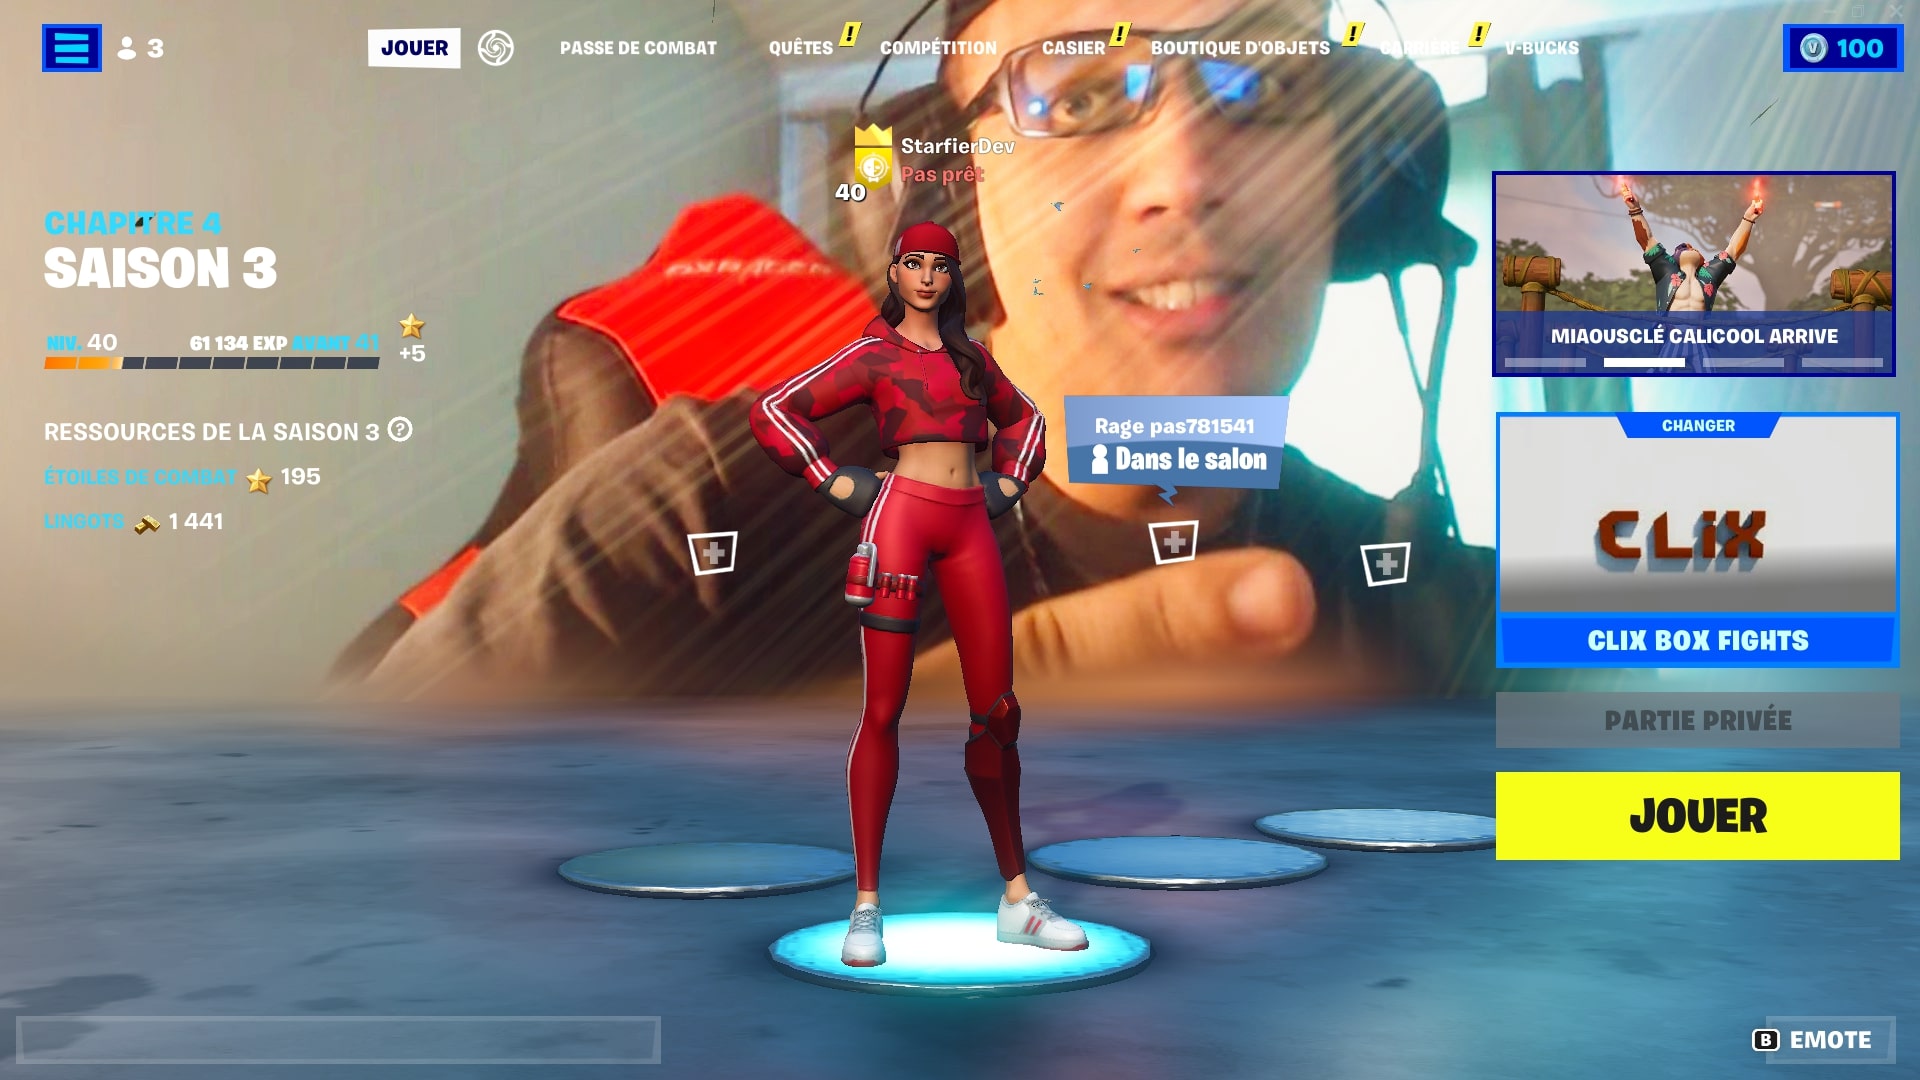 3
JOUER
PASSE DE COMBAT
QUÊTES
COMPÉTITION
CASIER
BOUTIQUE D'OBJETS
CARRIÈRE
V-BUCKS
100
StarfierDev
Pas prêt
40
CHAPITRE 4
SAISON 3
NIV. 40
61 134 EXP AVANT 41
+5
RESSOURCES DE LA SAISON 3 ?
ÉTOILES DE COMBAT 195
LINGOTS 1 441
Rage pas781541
Dans le salon
MIAOUSCLÉ CALICOOL ARRIVE
CHANGER
CLiX
CLIX BOX FIGHTS
PARTIE PRIVÉE
JOUER
B EMOTE